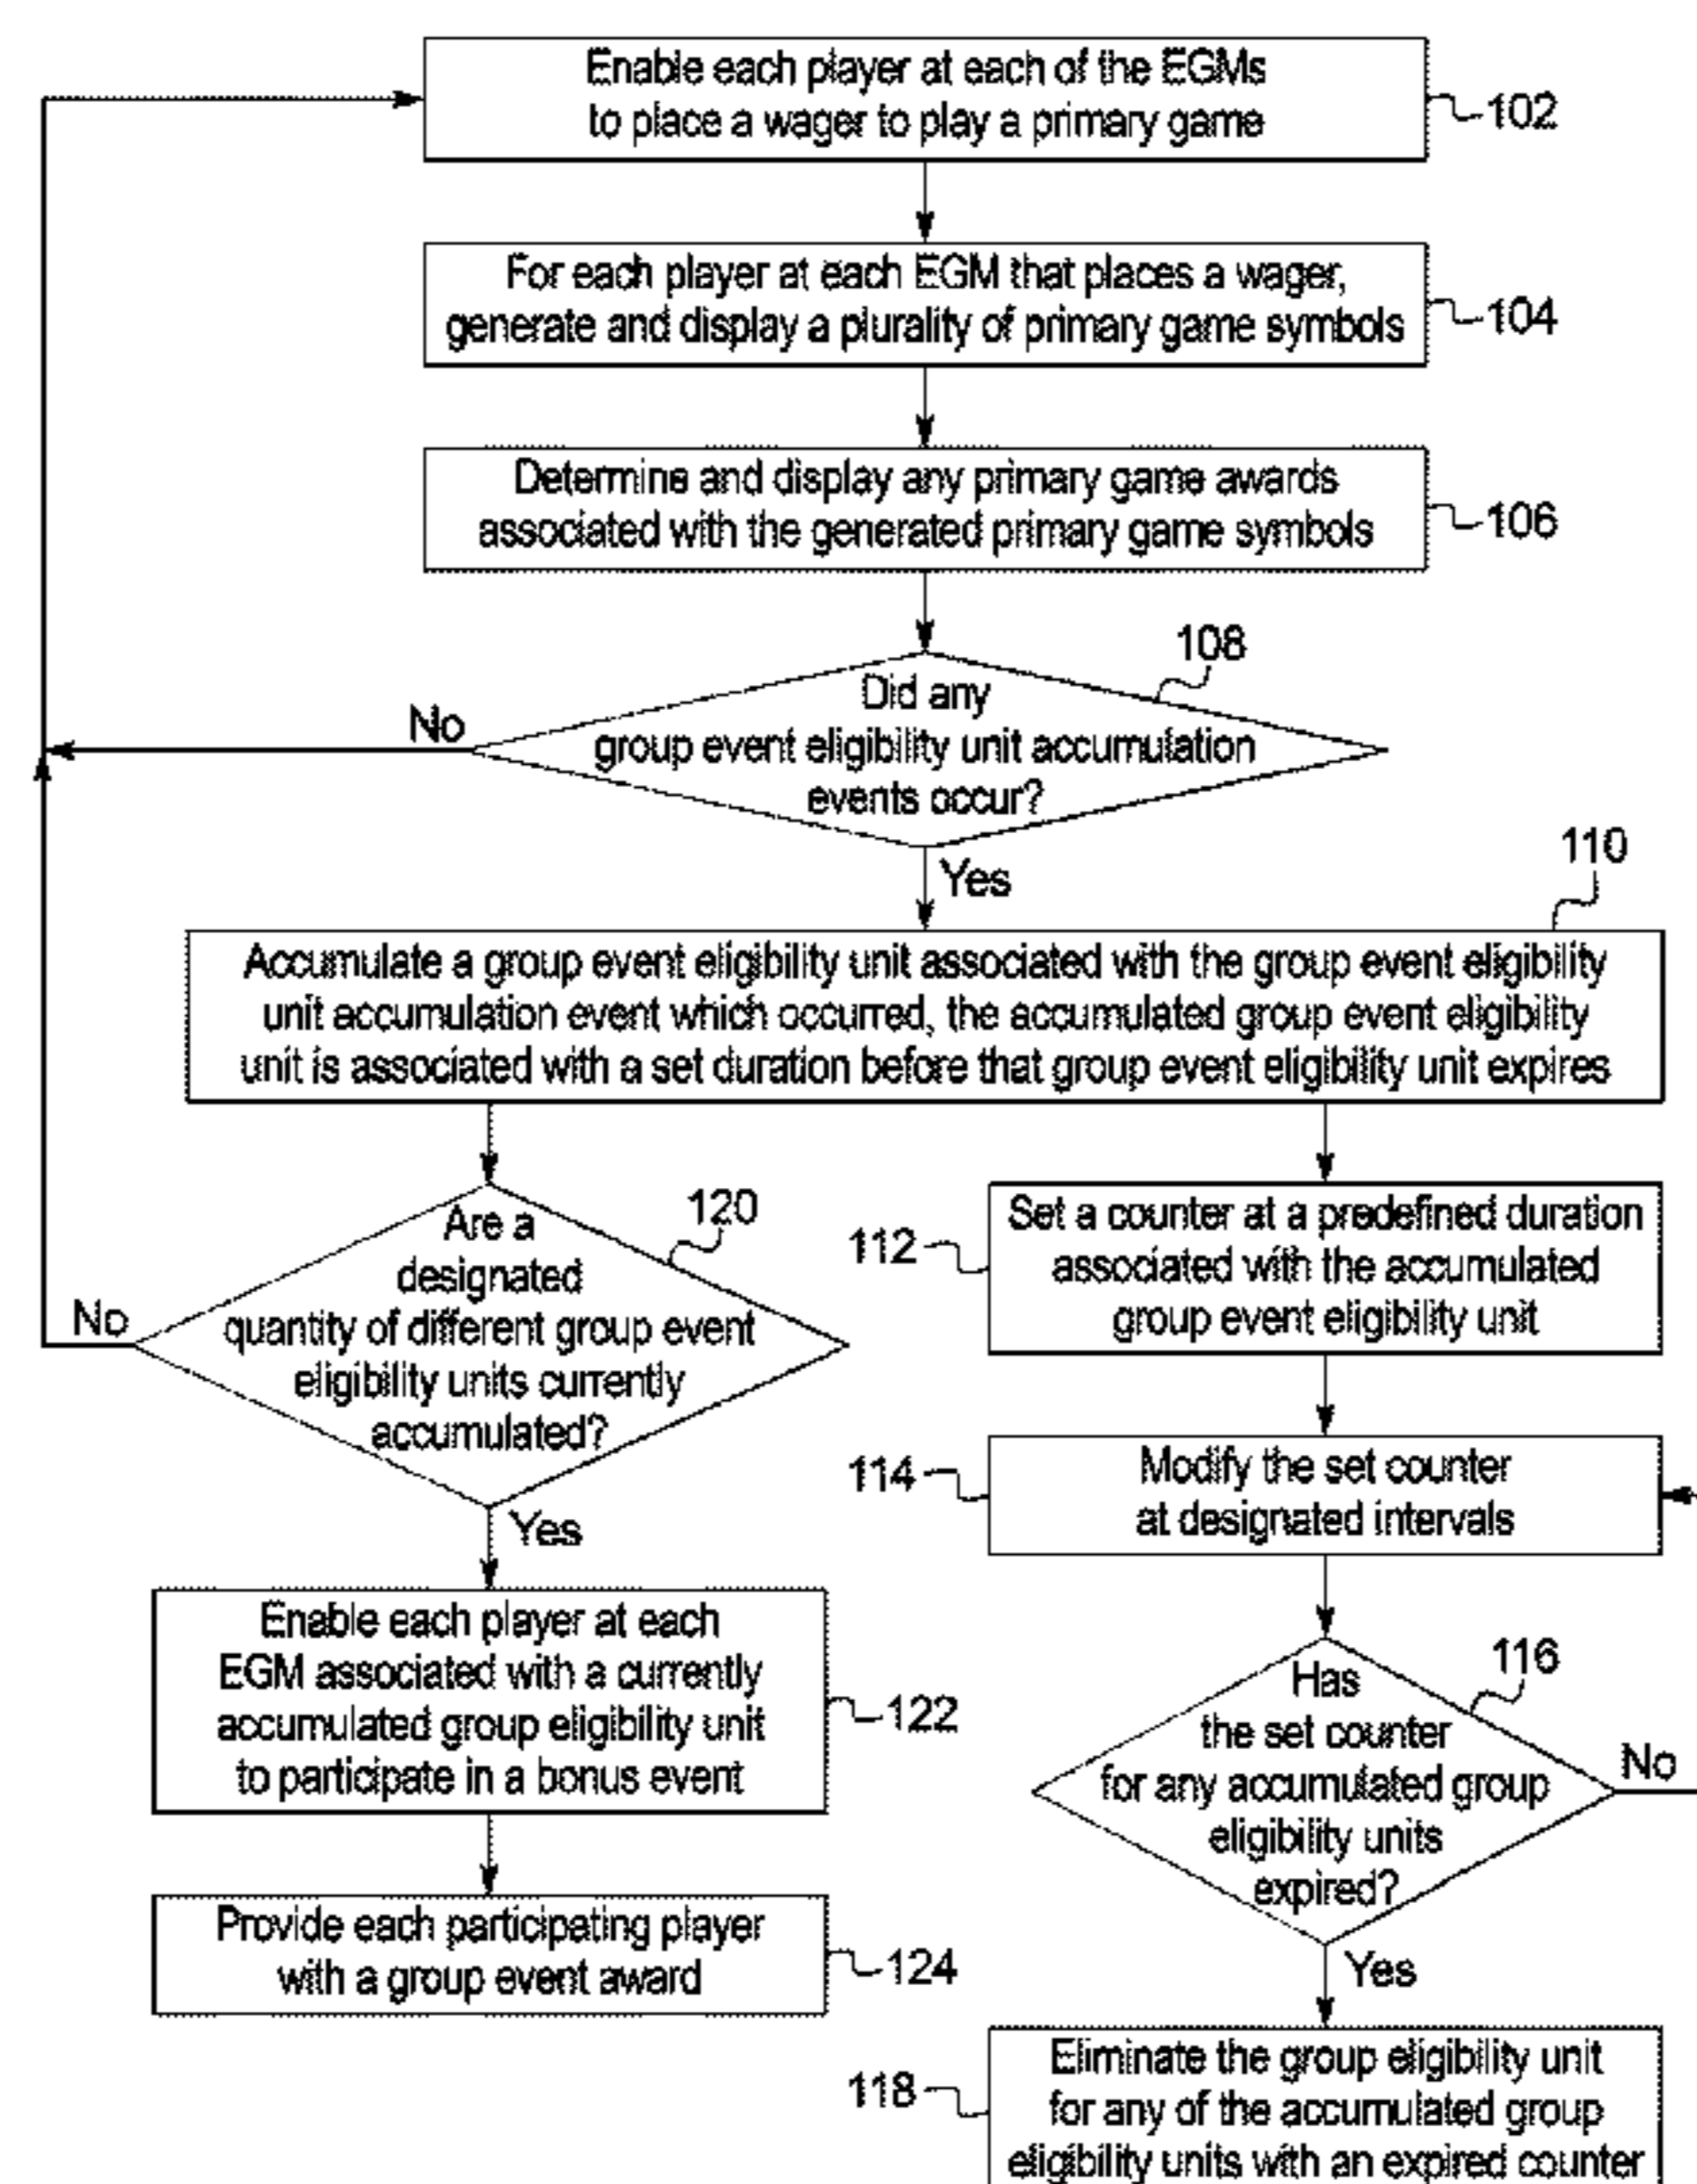 Enable each player at each of the EGMs
to place a wager to play a primary game
102
For each player at each EGM that places a wager,
generate and display a plurality of primary game symbols
104
Determine and display any primary game awards
associated with the generated primary game symbols
106
108
Did any
group event eligibility unit accumulation
events occur?
No
Yes
110
Accumulate a group event eligibility unit associated with the group event eligibility
unit accumulation event which occurred, the accumulated group event eligibility
unit is associated with a set duration before that group event eligibility unit expires
120
Are a
designated
quantity of different group event
eligibility units currently
accumulated?
No
Yes
112
Set a counter at a predefined duration
associated with the accumulated
group event eligibility unit
114
Modify the set counter
at designated intervals
Enable each player at each
EGM associated with a currently
accumulated group eligibility unit
to participate in a bonus event
122
116
Has
the set counter
for any accumulated group
eligibility units
expired?
No
Yes
Provide each participating player
with a group event award
124
118
Eliminate the group eligibility unit
for any of the accumulated group
eligibility units with an expired counter